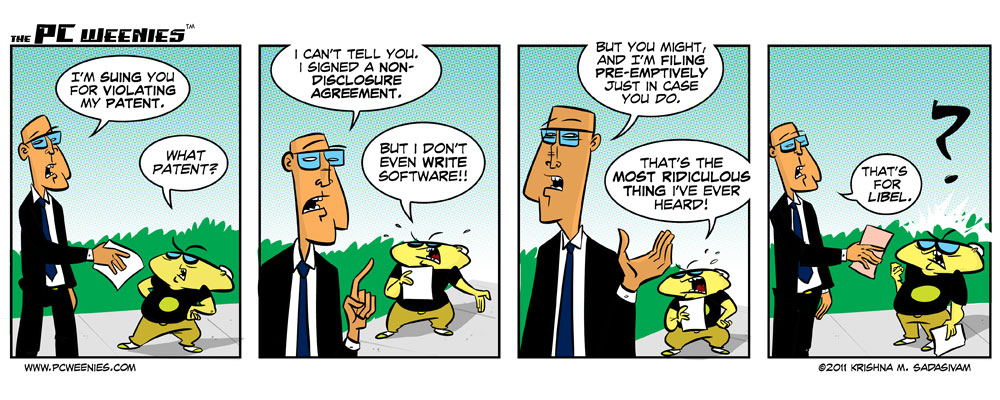 THE PC WEENIES™
I'M SUING YOU
FOR VIOLATING
MY PATENT.
WHAT
PATENT?
I CAN'T TELL YOU.
I SIGNED A NON-
DISCLOSURE
AGREEMENT.
BUT I DON'T
EVEN WRITE
SOFTWARE!!
BUT YOU MIGHT,
AND I'M FILING
PRE-EMPTIVELY
JUST IN CASE
YOU DO.
THAT'S THE
MOST RIDICULOUS
THING I'VE EVER
HEARD!
THAT'S
FOR
LIBEL.
?
WWW.PCWEENIES.COM
©2011 KRISHNA M. SADASIVAM